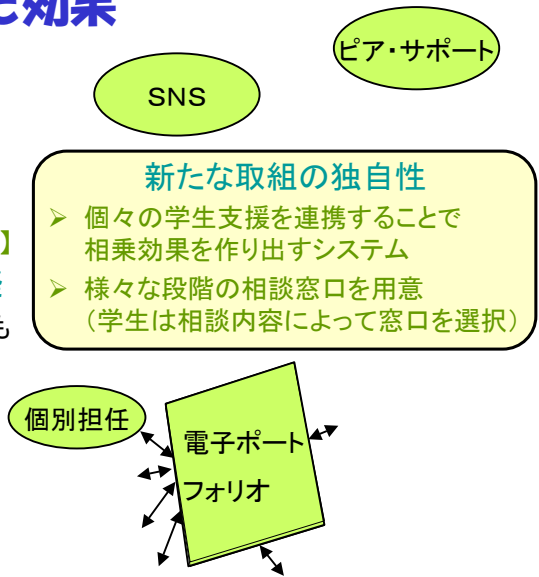 と効果
ピア・サポート
SNS
新たな取組の独自性
➢ 個々の学生支援を連携することで
相乗効果を作り出すシステム
】
➢ 様々な段階の相談窓口を用意
も
（学生は相談内容によって窓口を選択）
個別担任
電子ポート
フォリオ